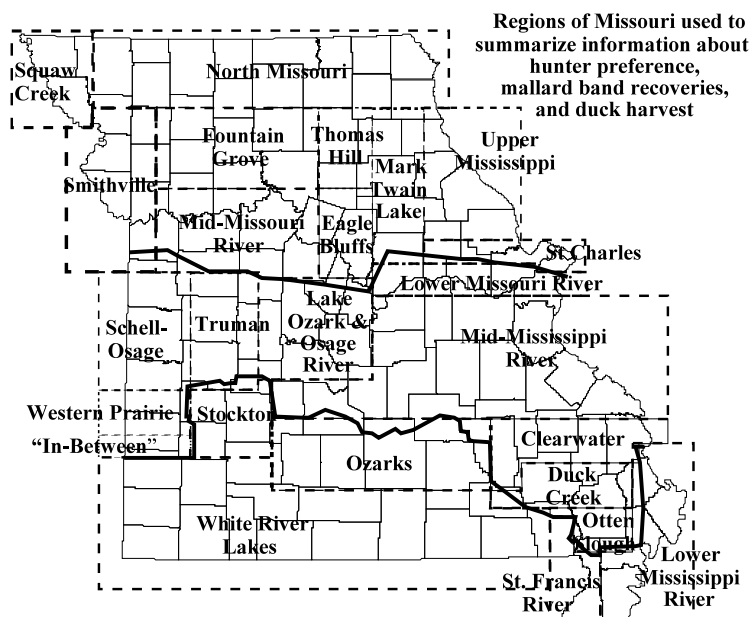 Regions of Missouri used to
summarize information about
hunter preference,
mallard band recoveries,
and duck harvest
Squaw
Creek
North Missouri
Fountain
Grove
Thomas
Hill
Upper
Mississippi
Smithville
Mark
Twain
Lake
Mid-Missouri
River
Eagle
Bluffs
St Charles
Lower Missouri River
Schell-
Osage
Truman
Lake
Ozark &
Osage
River
Mid-Mississippi
River
Western Prairie
Stockton
“In-Between”
Clearwater
Ozarks
Duck
Creek
White River
Lakes
Otter
Slough
Lower
Mississippi
River
St. Francis
River